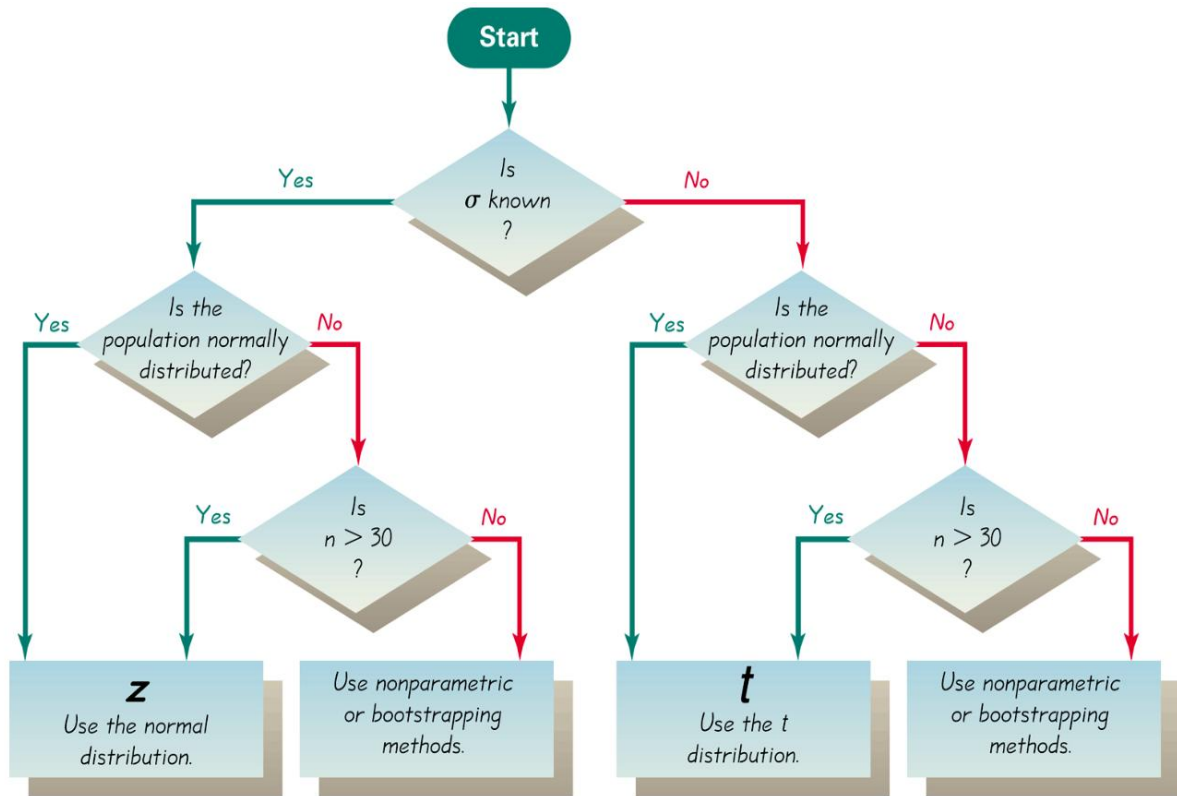 Start
Is
σ known
?
Yes
No
Is the
population normally
distributed?
Yes
No
Is the
population normally
distributed?
Yes
No
Is
n > 30
?
Yes
No
Is
n > 30
?
Yes
No
z
Use the normal
distribution.
Use nonparametric
or bootstrapping
methods.
t
Use the t
distribution.
Use nonparametric
or bootstrapping
methods.